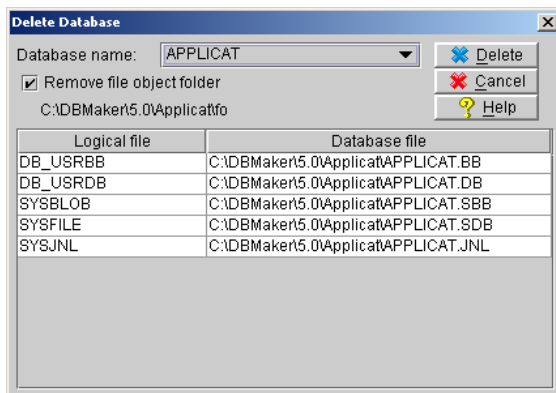 Delete Database
Database name: APPLICAT Delete
Remove file object folder Cancel
C:\DBMaker\5.0\Applicat\fo Help
Logical file Database file
DB_USRBB C:\DBMaker\5.0\Applicat\APPLICAT.BB
DB_USRDB C:\DBMaker\5.0\Applicat\APPLICAT.DB
SYSBLOB C:\DBMaker\5.0\Applicat\APPLICAT.SBB
SYSFILE C:\DBMaker\5.0\Applicat\APPLICAT.SDB
SYSJNL C:\DBMaker\5.0\Applicat\APPLICAT.JNL